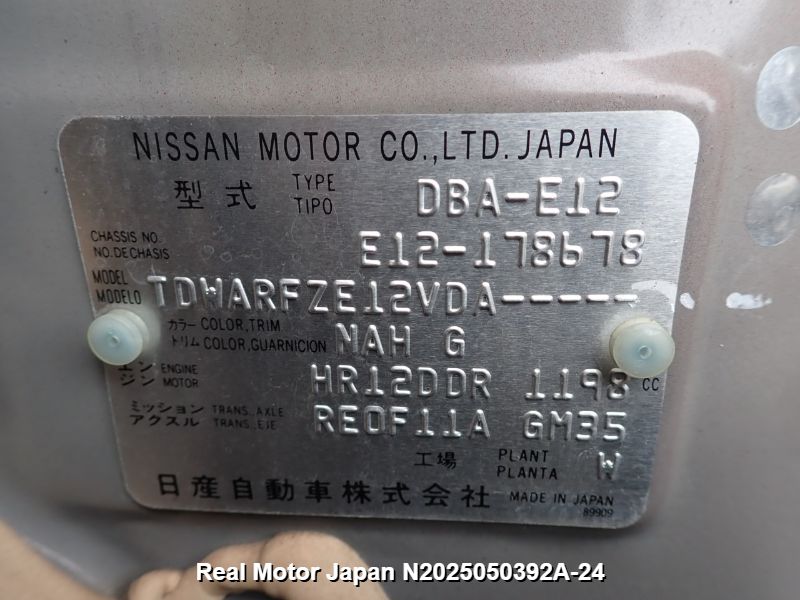 NISSAN MOTOR CO.,LTD. JAPAN
型式 TYPE TIPO DBA-E12
CHASSIS NO. NO. DE CHASIS E12-178678
MODEL MODELO TDWARFZE12VDA-----
カラー COLOR, TRIM
トリム COLOR, GUARNICION NAH G
エン ENGINE
ジン MOTOR HR12DDR 1198 CC
ミッション TRANS., AXLE
アクスル TRANS., EJE RE0F11A GM35
工場 PLANT PLANTA W
日産自動車株式会社 MADE IN JAPAN
89909
Real Motor Japan N2025050392A-24